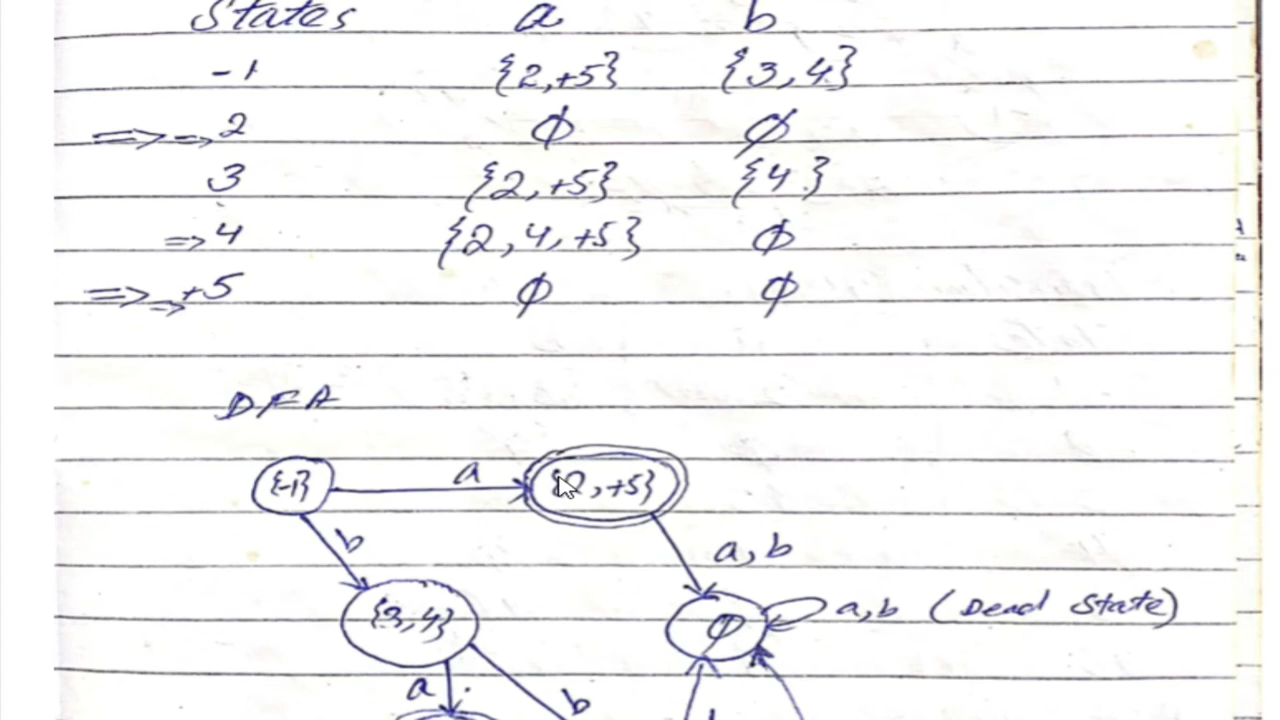 States a b
-1 {2,+5} {3,4}
=> => 2 ϕ ϕ
3 {2,+5} {4}
=> 4 {2,4,+5} ϕ
=> => +5 ϕ ϕ
DFA
{-1} a {2,+5}
b a,b
{3,4} ϕ a,b (Dead State)
a b